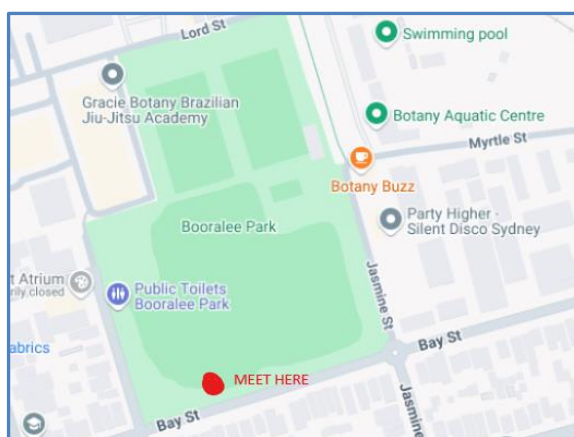 Lord St
Swimming pool
Gracie Botany Brazilian
Jiu-Jitsu Academy
Botany Aquatic Centre
Myrtle St
Botany Buzz
Booralee Park
Party Higher -
Silent Disco Sydney
t Atrium
rily closed
Public Toilets
Booralee Park
Jasmine St
abrics
Bay St
MEET HERE
Bay St
Jasmine